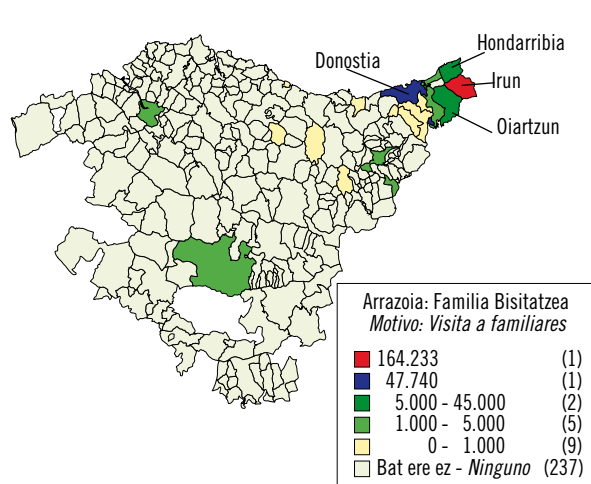 Hondarribia
Donostia
Irun
Oiartzun
Arrazoia: Familia Bisitatzea
Motivo: Visita a familiares
164.233 (1)
47.740 (1)
5.000 - 45.000 (2)
1.000 - 5.000 (5)
0 - 1.000 (9)
Bat ere ez - Ninguno (237)